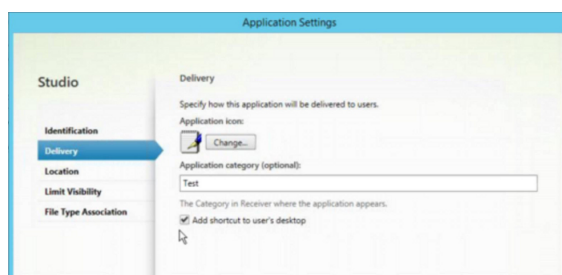 Application Settings
Studio
Identification
Delivery
Location
Limit Visibility
File Type Association
Delivery
Specify how this application will be delivered to users.
Application icon:
Change...
Application category (optional):
Test
The Category in Receiver where the application appears.
Add shortcut to user's desktop